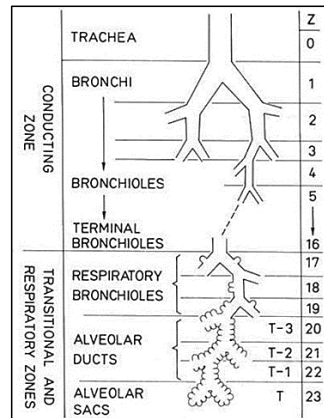 Z
TRACHEA
0
CONDUCTING
ZONE
BRONCHI
1
2
3
4
BRONCHIOLES
5
TERMINAL
BRONCHIOLES
16
TRANSITIONAL AND
RESPIRATORY ZONES
17
RESPIRATORY
BRONCHIOLES
18
19
ALVEOLAR
DUCTS
T-3
20
T-2
21
T-1
22
ALVEOLAR
SACS
T
23